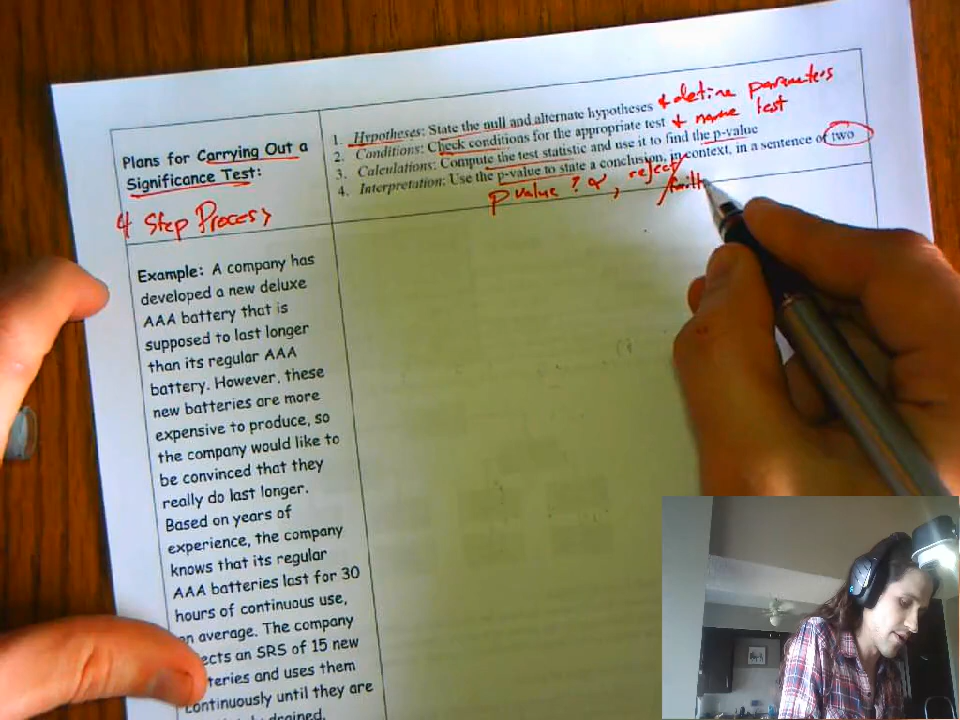 Plans for Carrying Out a
Significance Test:
4 Step Process
1. Hypotheses: State the null and alternate hypotheses & define parameters
2. Conditions: Check conditions for the appropriate test & name test
3. Calculations: Compute the test statistic and use it to find the p-value
4. Interpretation: Use the p-value to state a conclusion, in context, in a sentence of two
p value ? α , reject
Example: A company has
developed a new deluxe
AAA battery that is
supposed to last longer
than its regular AAA
battery. However, these
new batteries are more
expensive to produce, so
the company would like to
be convinced that they
really do last longer.
Based on years of
experience, the company
knows that its regular
AAA batteries last for 30
hours of continuous use,
on average. The company
ects an SRS of 15 new
teries and uses them
continuously until they are
drained.